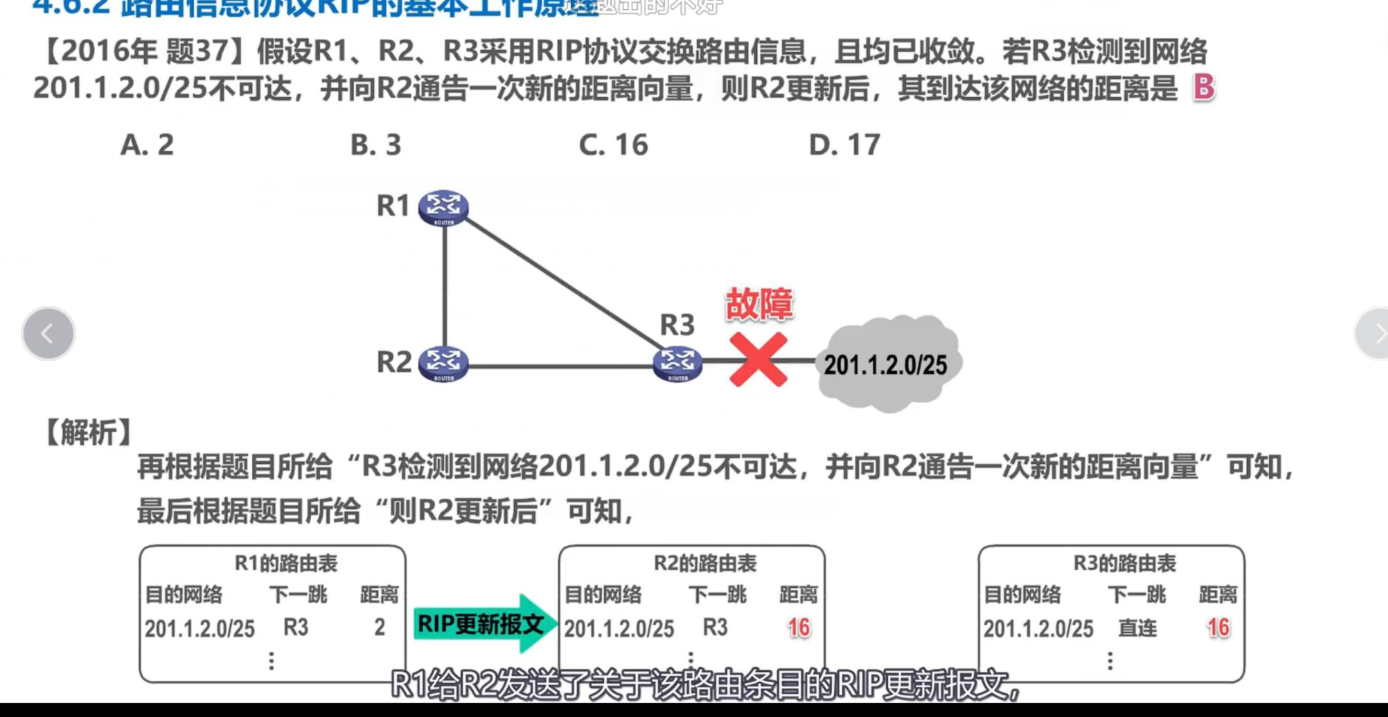 4.6.2 路由信息协议RIP的基本工作原理
【2016年 题37】假设R1、R2、R3采用RIP协议交换路由信息，且均已收敛。若R3检测到网络
201.1.2.0/25不可达，并向R2通告一次新的距离向量，则R2更新后，其到达该网络的距离是 B
A. 2 B. 3 C. 16 D. 17
R1
ROUTER
R2
ROUTER
R3
ROUTER
故障
201.1.2.0/25
【解析】
再根据题目所给“R3检测到网络201.1.2.0/25不可达，并向R2通告一次新的距离向量”可知，
最后根据题目所给“则R2更新后”可知，
R1的路由表
目的网络 下一跳 距离
201.1.2.0/25 R3 2
⋮
RIP更新报文
R2的路由表
目的网络 下一跳 距离
201.1.2.0/25 R3 16
⋮
R3的路由表
目的网络 下一跳 距离
201.1.2.0/25 直连 16
⋮
R1给R2发送了关于该路由条目的RIP更新报文，